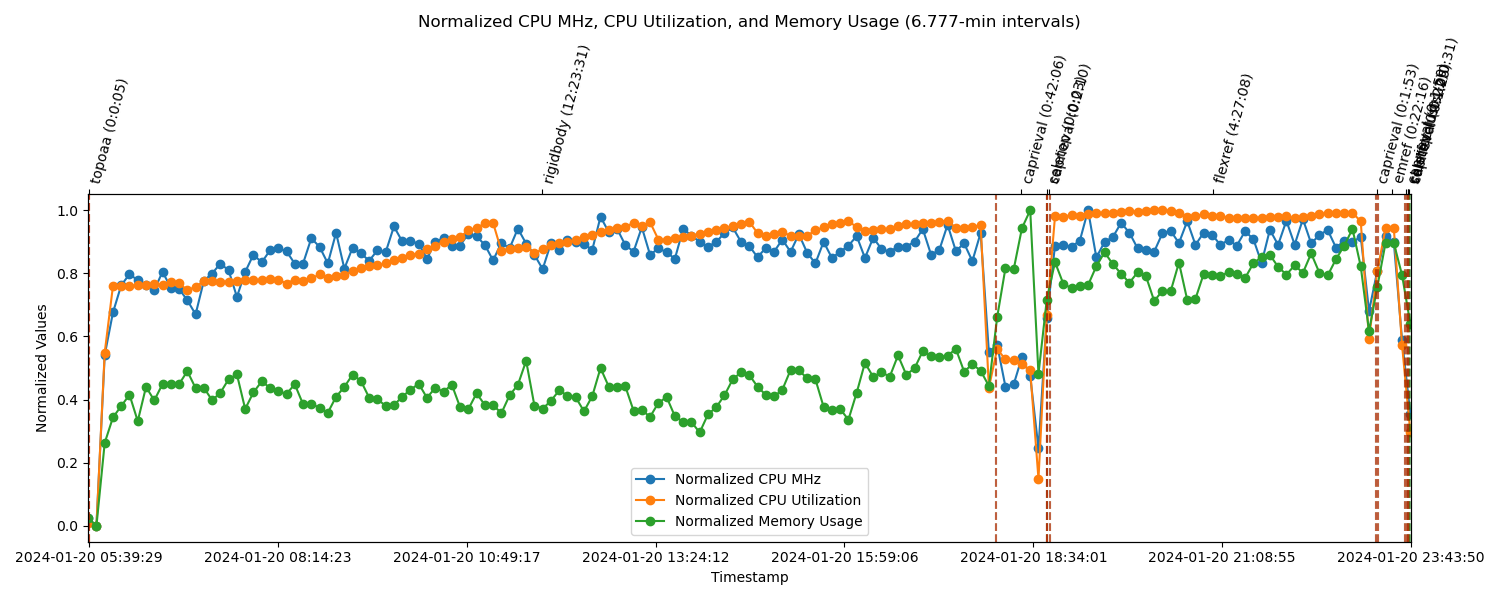 Normalized CPU MHz, CPU Utilization, and Memory Usage (6.777-min intervals)
topoaa (0:0:05)
rigidbody (12:23:31)
caprieval (0:42:06)
flexref (4:27:08)
caprieval (0:1:53)
emref (0:22:16)
1.0
0.8
0.6
0.4
0.2
0.0
Normalized Values
Normalized CPU MHz
Normalized CPU Utilization
Normalized Memory Usage
2024-01-20 05:39:29
2024-01-20 08:14:23
2024-01-20 10:49:17
2024-01-20 13:24:12
2024-01-20 15:59:06
2024-01-20 18:34:01
2024-01-20 21:08:55
2024-01-20 23:43:50
Timestamp